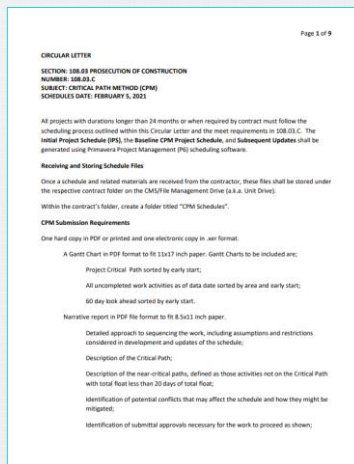 Page 1 of 9
CIRCULAR LETTER
SECTION: 108.03 PROSECUTION OF CONSTRUCTION
NUMBER: 108.03.C
SUBJECT: CRITICAL PATH METHOD (CPM)
SCHEDULES DATE: FEBRUARY 5, 2021
All projects with durations longer than 24 months or when required by contract must follow the
scheduling process outlined within this Circular Letter and the meet requirements in 108.03.C. The
Initial Project Schedule (IPS), the Baseline CPM Project Schedule, and Subsequent Updates shall be
generated using Primavera Project Management (P6) scheduling software.
Receiving and Storing Schedule Files
Once a schedule and related materials are received from the contractor, these files shall be stored under
the respective contract folder on the CMS/File Management Drive (a.k.a. Unit Drive).
Within the contract's folder, create a folder titled "CPM Schedules".
CPM Submission Requirements
One hard copy in PDF or printed and one electronic copy in .xer format.
A Gantt Chart in PDF format to fit 11x17 inch paper. Gantt Charts to be included are;
Project Critical Path sorted by early start;
All uncompleted work activities as of data date sorted by area and early start;
60 day look ahead sorted by early start.
Narrative report in PDF file format to fit 8.5x11 inch paper.
Detailed approach to sequencing the work, including assumptions and restrictions
considered in development and updates of the schedule;
Description of the Critical Path;
Description of the near-critical paths, defined as those activities not on the Critical Path
with total float less than 20 days of total float;
Identification of potential conflicts that may affect the schedule and how they might be
mitigated;
Identification of submittal approvals necessary for the work to proceed as shown;